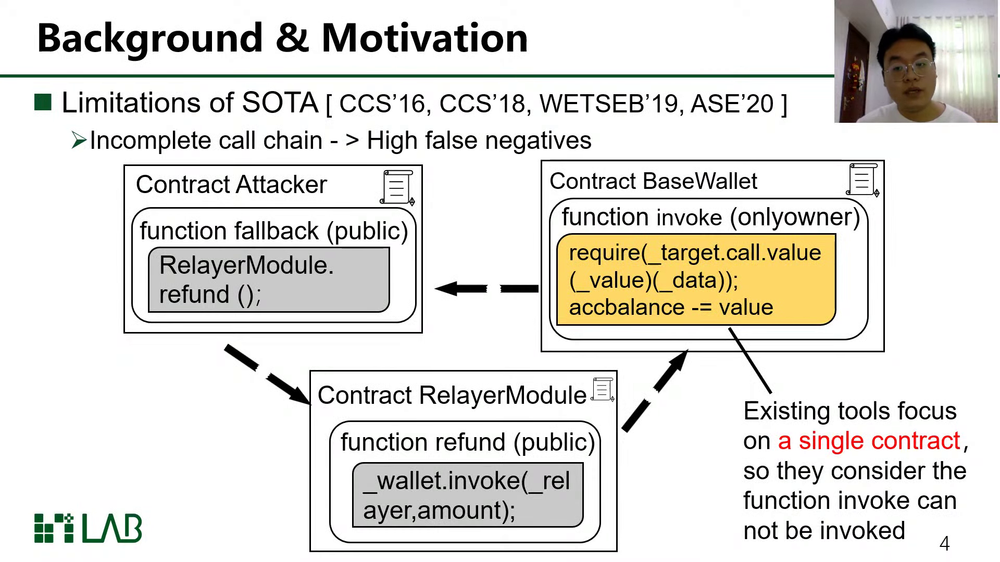 Background & Motivation
Limitations of SOTA [ CCS’16, CCS’18, WETSEB’19, ASE’20 ]
Incomplete call chain - > High false negatives
Contract Attacker
function fallback (public)
RelayerModule.
refund ();
Contract BaseWallet
function invoke (onlyowner)
require(_target.call.value
(_value)(_data));
accbalance -= value
Contract RelayerModule
function refund (public)
_wallet.invoke(_rel
ayer,amount);
Existing tools focus
on a single contract,
so they consider the
function invoke can
not be invoked
LAB
4